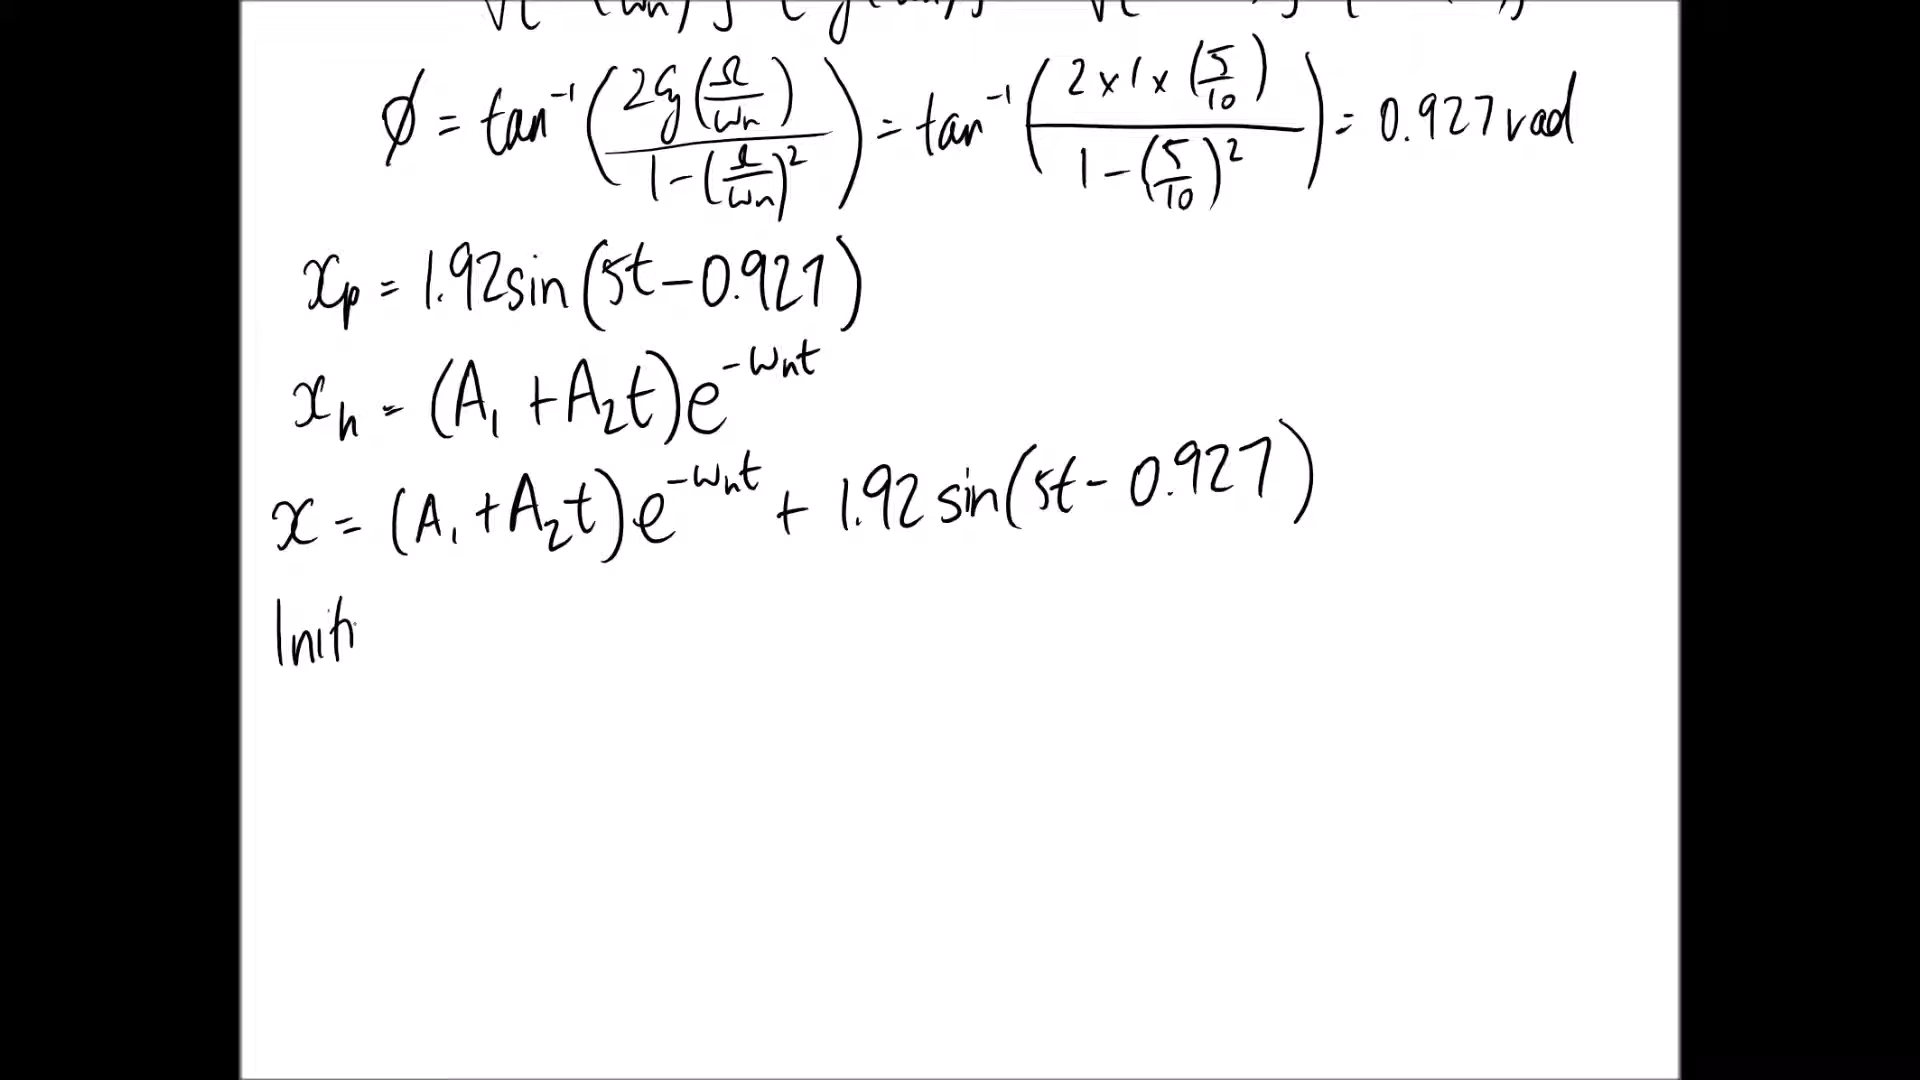 ø = tan⁻¹(2ζ(Ω/ωn) / 1-(Ω/ωn)²) = tan⁻¹(2×1×(5/10) / 1-(5/10)²) = 0.927 rad
xp = 1.92sin(5t-0.927)
xh = (A₁ + A₂t)e^-ωnt
x = (A₁ + A₂t)e^-ωnt + 1.92 sin(5t - 0.927)
Initi